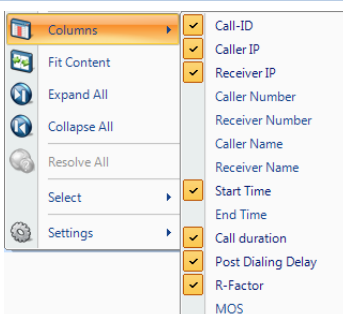 Columns
Fit Content
Expand All
Collapse All
Resolve All
Select
Settings
Call-ID
Caller IP
Receiver IP
Caller Number
Receiver Number
Caller Name
Receiver Name
Start Time
End Time
Call duration
Post Dialing Delay
R-Factor
MOS